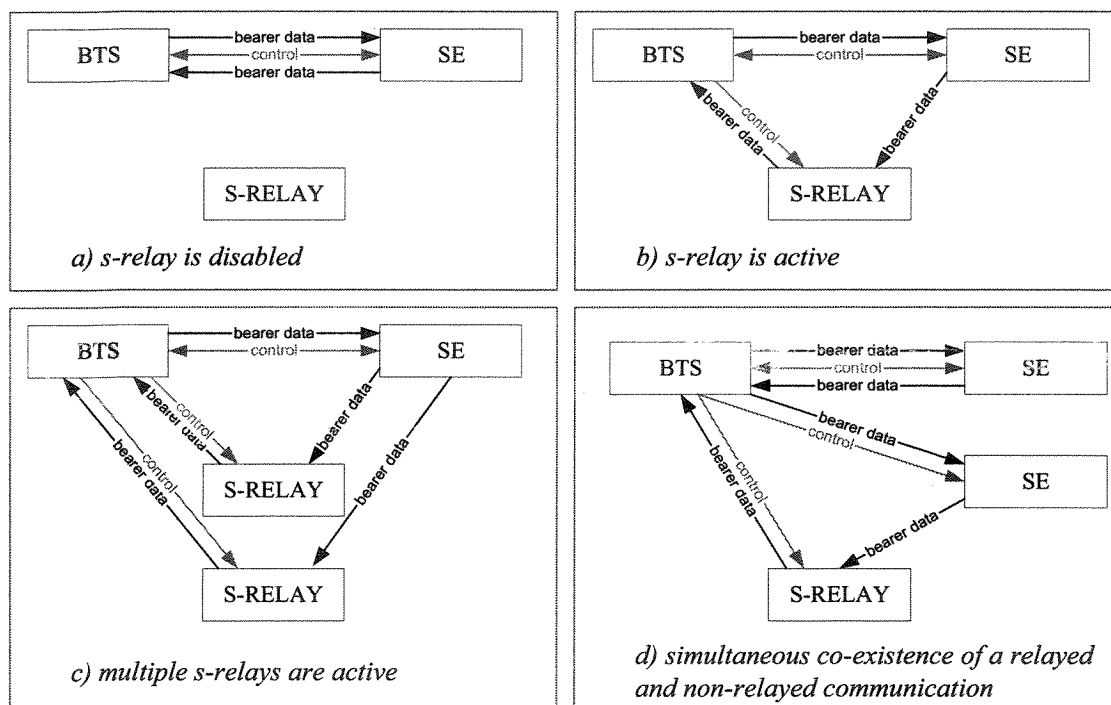 BTS
bearer data
control
bearer data
SE
S-RELAY
a) s-relay is disabled
BTS
bearer data
control
SE
control
bearer data
bearer data
S-RELAY
b) s-relay is active
BTS
bearer data
control
SE
control
bearer data
bearer data
S-RELAY
control
bearer data
bearer data
S-RELAY
c) multiple s-relays are active
BTS
bearer data
control
bearer data
SE
bearer data
control
SE
control
bearer data
bearer data
S-RELAY
d) simultaneous co-existence of a relayed
and non-relayed communication